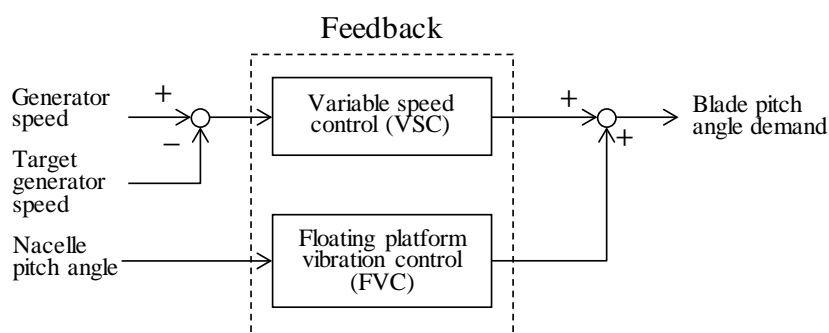 Feedback
Generator
speed
+
−
Target
generator
speed
Variable speed
control (VSC)
+
+
Blade pitch
angle demand
Nacelle
pitch angle
Floating platform
vibration control
(FVC)